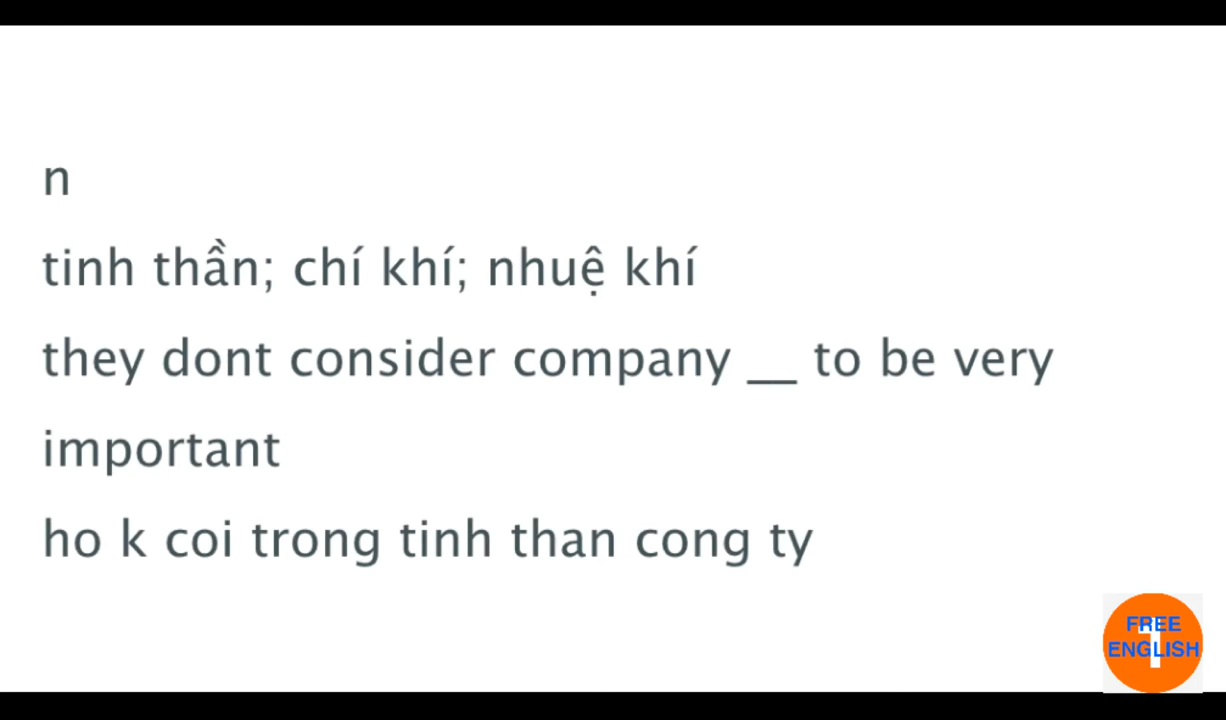 n
tinh thần; chí khí; nhuệ khí
they dont consider company __ to be very
important
ho k coi trong tinh than cong ty
FREE
1
ENGLISH